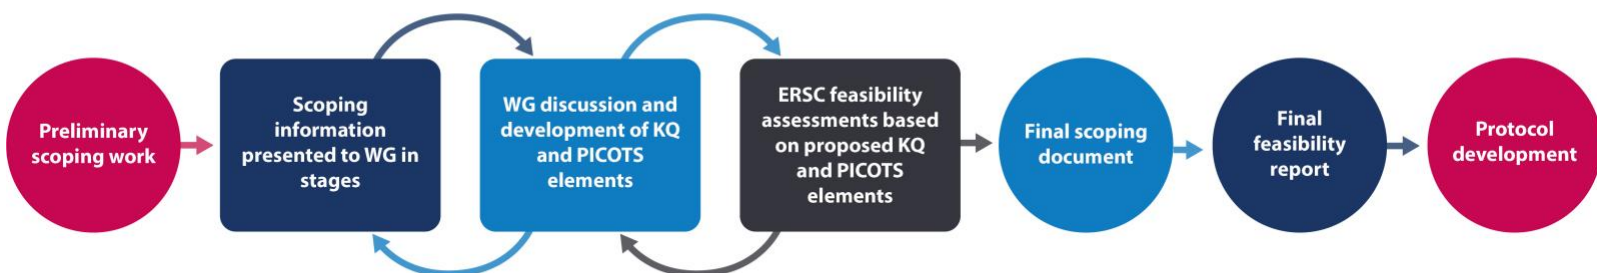 Preliminary
scoping work
Scoping
information
presented to WG in
stages
WG discussion and
development of KQ
and PICOTS
elements
ERSC feasibility
assessments based
on proposed KQ
and PICOTS
elements
Final scoping
document
Final
feasibility
report
Protocol
development